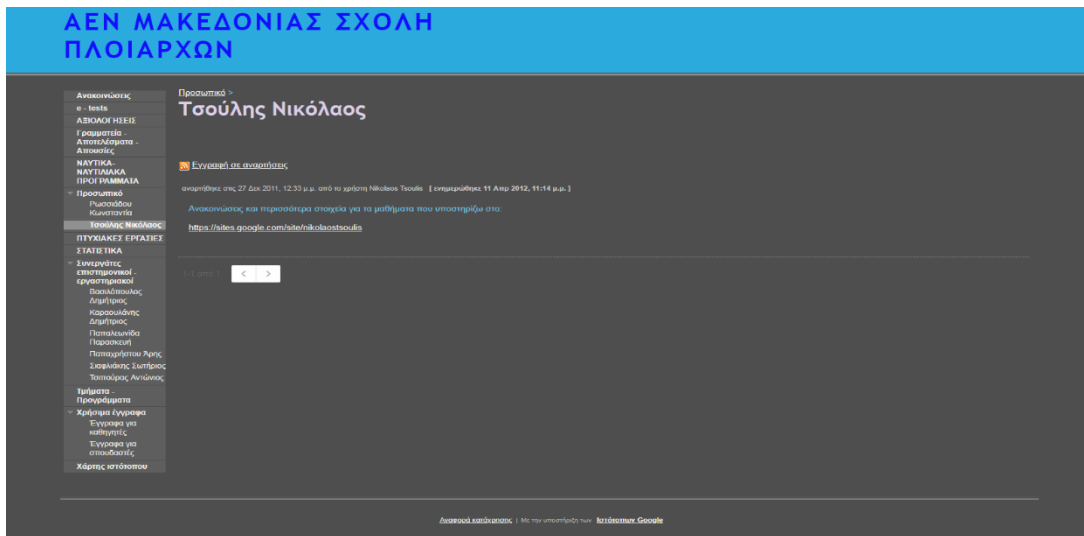 ΑΕΝ ΜΑΚΕΔΟΝΙΑΣ ΣΧΟΛΗ
ΠΛΟΙΑΡΧΩΝ
Ανακοινώσεις
e - tests
ΑΞΙΟΛΟΓΗΣΕΙΣ
Γραμματεία -
Αποτελέσματα -
Απουσίες
ΝΑΥΤΙΚΑ-
ΝΑΥΤΙΛΙΑΚΑ
ΠΡΟΓΡΑΜΜΑΤΑ
Προσωπικό
Ρωσσιάδου
Κωνσταντία
Τσούλης Νικόλαος
ΠΤΥΧΙΑΚΕΣ ΕΡΓΑΣΙΕΣ
ΣΤΑΤΙΣΤΙΚΑ
Συνεργάτες
επιστημονικοί -
εργαστηριακοί
Βασιλόπουλος
Δημήτριος
Καραουλάνης
Δημήτριος
Παπαλεωνίδα
Παρασκευή
Παπαχρήστου Άρης
Σιαφλιάκης Σωτήριος
Τσιπούρας Αντώνιος
Τμήματα -
Προγράμματα
Χρήσιμα έγγραφα
Έγγραφα για
καθηγητές
Έγγραφα για
σπουδαστές
Χάρτης ιστότοπου
Προσωπικό >
Τσούλης Νικόλαος
Εγγραφή σε αναρτήσεις
αναρτήθηκε στις 27 Δεκ 2011, 12:33 μ.μ. από το χρήστη Nikolaos Tsoulis [ ενημερώθηκε 11 Απρ 2012, 11:14 μ.μ. ]
Ανακοινώσεις και περισσότερα στοιχεία για τα μαθήματα που υποστηρίζω στο:
https://sites.google.com/site/nikolaostsoulis
1-1 από 1
Αναφορά κατάχρησης | Με την υποστήριξη των Ιστότοπων Google